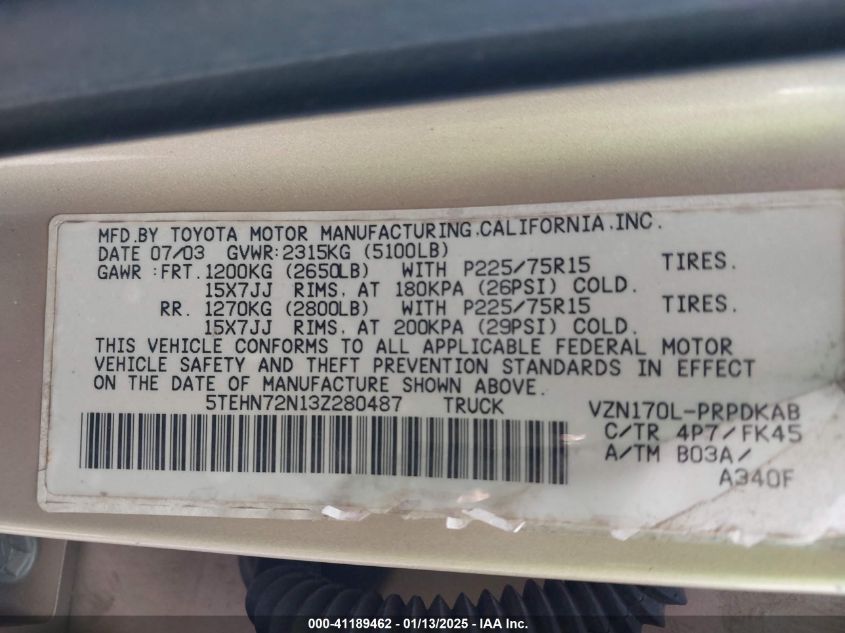 MFD.BY TOYOTA MOTOR MANUFACTURING.CALIFORNIA.INC.
DATE 07/03 GVWR:2315KG (5100LB)
GAWR :FRT. 1200KG (2650LB) WITH P225/75R15 TIRES.
15X7JJ RIMS. AT 180KPA (26PSI) COLD.
RR. 1270KG (2800LB) WITH P225/75R15 TIRES.
15X7JJ RIMS. AT 200KPA (29PSI) COLD.
THIS VEHICLE CONFORMS TO ALL APPLICABLE FEDERAL MOTOR
VEHICLE SAFETY AND THEFT PREVENTION STANDARDS IN EFFECT
ON THE DATE OF MANUFACTURE SHOWN ABOVE.
5TEHN72N13Z280487 TRUCK VZN170L-PRPDKAB
C/TR 4P7/FK45
A/TM B03A/
A340F
000-41189462 - 01/13/2025 - IAA Inc.